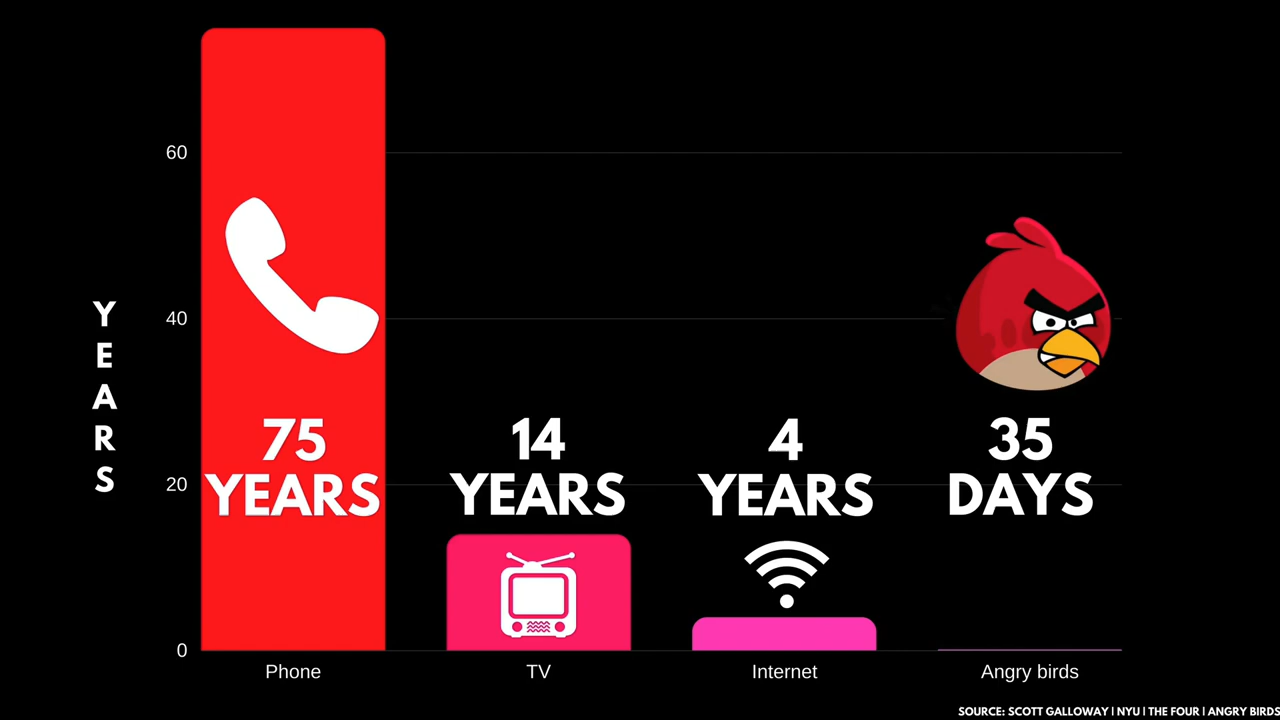 60
40
20
0
YEARS
75
YEARS
14
YEARS
4
YEARS
35
DAYS
Phone
TV
Internet
Angry birds
SOURCE: SCOTT GALLOWAY | NYU | THE FOUR | ANGRY BIRDS